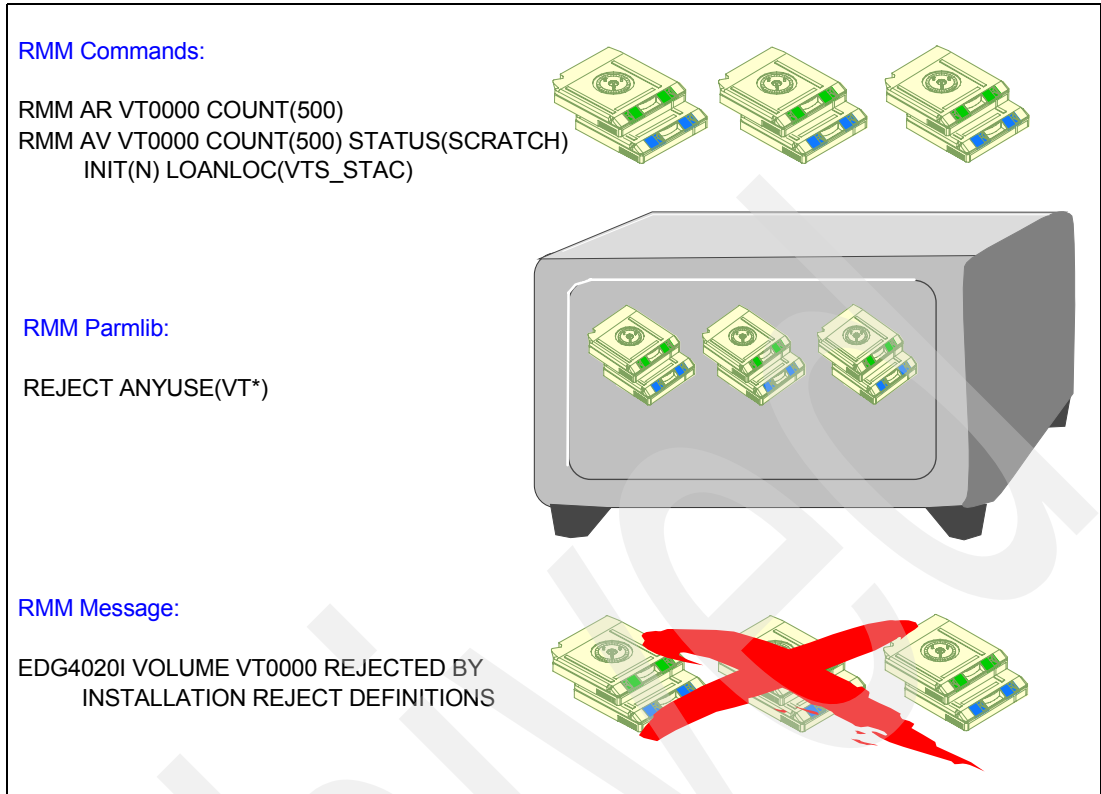 RMM Commands:
RMM AR VT0000 COUNT(500)
RMM AV VT0000 COUNT(500) STATUS(SCRATCH)
INIT(N) LOANLOC(VTS_STAC)
RMM Parmlib:
REJECT ANYUSE(VT*)
RMM Message:
EDG4020I VOLUME VT0000 REJECTED BY
INSTALLATION REJECT DEFINITIONS